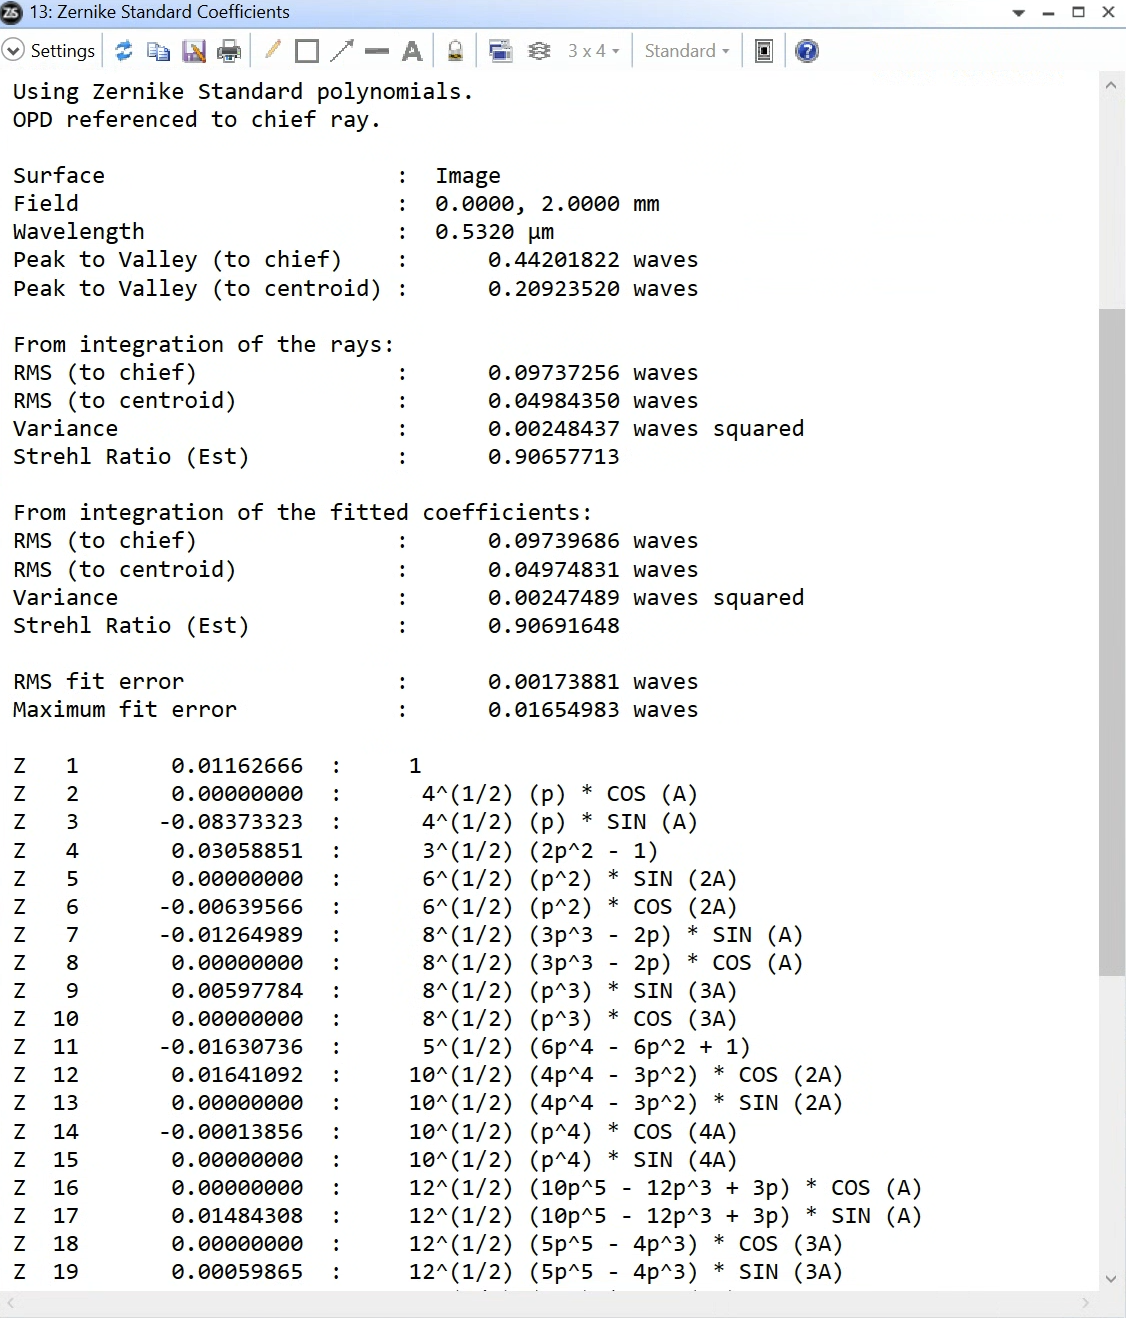 ZS 13: Zernike Standard Coefficients
Settings A 3 x 4 Standard ?
Using Zernike Standard polynomials.
OPD referenced to chief ray.
Surface : Image
Field : 0.0000, 2.0000 mm
Wavelength : 0.5320 µm
Peak to Valley (to chief) : 0.44201822 waves
Peak to Valley (to centroid) : 0.20923520 waves
From integration of the rays:
RMS (to chief) : 0.09737256 waves
RMS (to centroid) : 0.04984350 waves
Variance : 0.00248437 waves squared
Strehl Ratio (Est) : 0.90657713
From integration of the fitted coefficients:
RMS (to chief) : 0.09739686 waves
RMS (to centroid) : 0.04974831 waves
Variance : 0.00247489 waves squared
Strehl Ratio (Est) : 0.90691648
RMS fit error : 0.00173881 waves
Maximum fit error : 0.01654983 waves
Z 1 0.01162666 : 1
Z 2 0.00000000 : 4^(1/2) (p) * COS (A)
Z 3 -0.08373323 : 4^(1/2) (p) * SIN (A)
Z 4 0.03058851 : 3^(1/2) (2p^2 - 1)
Z 5 0.00000000 : 6^(1/2) (p^2) * SIN (2A)
Z 6 -0.00639566 : 6^(1/2) (p^2) * COS (2A)
Z 7 -0.01264989 : 8^(1/2) (3p^3 - 2p) * SIN (A)
Z 8 0.00000000 : 8^(1/2) (3p^3 - 2p) * COS (A)
Z 9 0.00597784 : 8^(1/2) (p^3) * SIN (3A)
Z 10 0.00000000 : 8^(1/2) (p^3) * COS (3A)
Z 11 -0.01630736 : 5^(1/2) (6p^4 - 6p^2 + 1)
Z 12 0.01641092 : 10^(1/2) (4p^4 - 3p^2) * COS (2A)
Z 13 0.00000000 : 10^(1/2) (4p^4 - 3p^2) * SIN (2A)
Z 14 -0.00013856 : 10^(1/2) (p^4) * COS (4A)
Z 15 0.00000000 : 10^(1/2) (p^4) * SIN (4A)
Z 16 0.00000000 : 12^(1/2) (10p^5 - 12p^3 + 3p) * COS (A)
Z 17 0.01484308 : 12^(1/2) (10p^5 - 12p^3 + 3p) * SIN (A)
Z 18 0.00000000 : 12^(1/2) (5p^5 - 4p^3) * COS (3A)
Z 19 0.00059865 : 12^(1/2) (5p^5 - 4p^3) * SIN (3A)